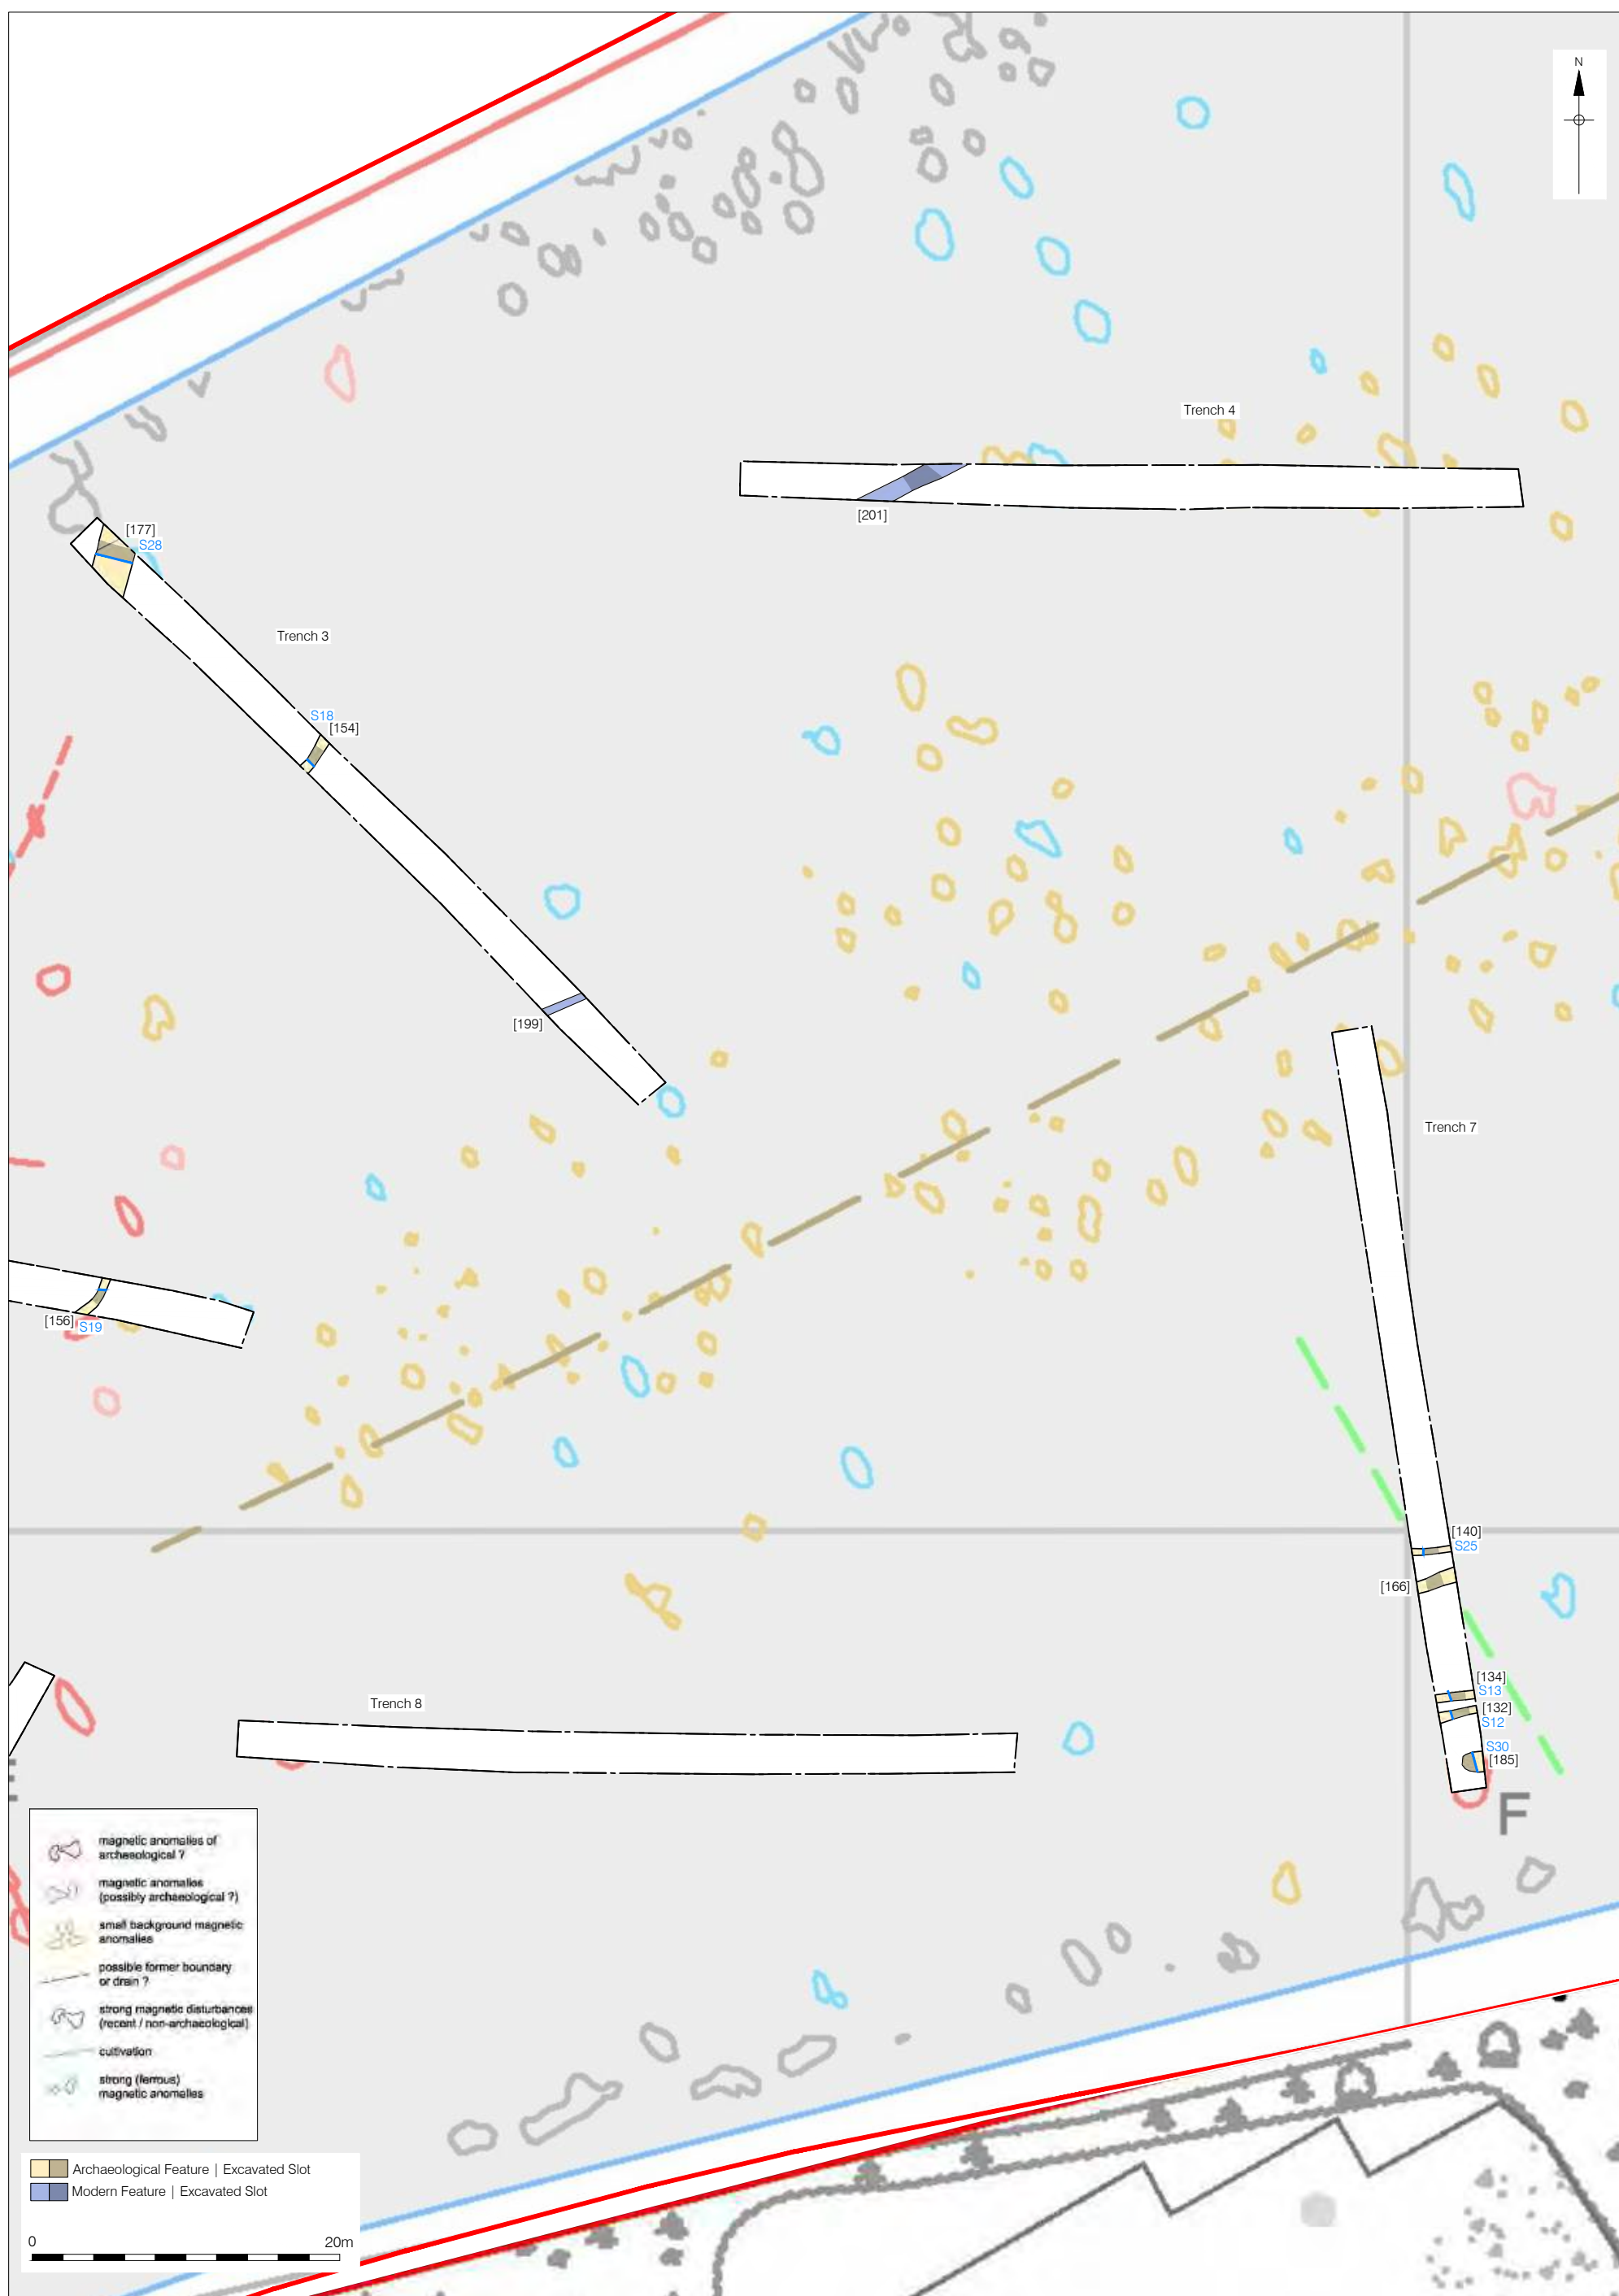 N
Trench 4
[201]
[177]
S28
Trench 3
S18
[154]
[199]
Trench 7
[156]
S19
[140]
S25
[166]
[134]
S13
[132]
S12
S30
[185]
Trench 8
E
F
magnetic anomalies of
archaeological ?
magnetic anomalies
(possibly archaeological ?)
small background magnetic
anomalies
possible former boundary
or drain ?
strong magnetic disturbances
(recent / non-archaeological)
cultivation
strong (ferrous)
magnetic anomalies
Archaeological Feature | Excavated Slot
Modern Feature | Excavated Slot
0 20m